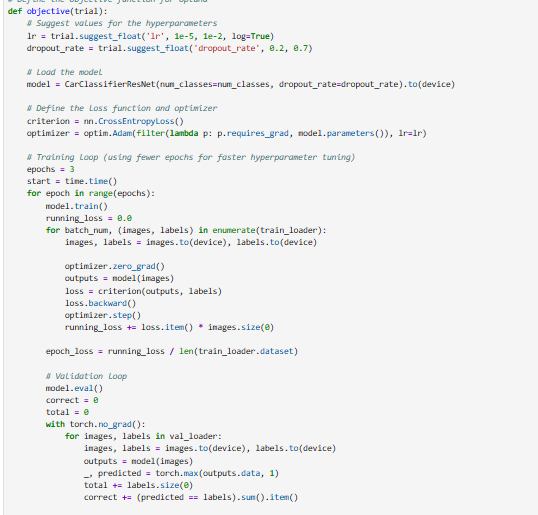 # Define the objective function for Optuna
def objective(trial):
    # Suggest values for the hyperparameters
    lr = trial.suggest_float('lr', 1e-5, 1e-2, log=True)
    dropout_rate = trial.suggest_float('dropout_rate', 0.2, 0.7)

    # Load the model
    model = CarClassifierResNet(num_classes=num_classes, dropout_rate=dropout_rate).to(device)

    # Define the loss function and optimizer
    criterion = nn.CrossEntropyLoss()
    optimizer = optim.Adam(filter(lambda p: p.requires_grad, model.parameters()), lr=lr)

    # Training loop (using fewer epochs for faster hyperparameter tuning)
    epochs = 3
    start = time.time()
    for epoch in range(epochs):
        model.train()
        running_loss = 0.0
        for batch_num, (images, labels) in enumerate(train_loader):
            images, labels = images.to(device), labels.to(device)

            optimizer.zero_grad()
            outputs = model(images)
            loss = criterion(outputs, labels)
            loss.backward()
            optimizer.step()
            running_loss += loss.item() * images.size(0)

        epoch_loss = running_loss / len(train_loader.dataset)

        # Validation loop
        model.eval()
        correct = 0
        total = 0
        with torch.no_grad():
            for images, labels in val_loader:
                images, labels = images.to(device), labels.to(device)
                outputs = model(images)
                _, predicted = torch.max(outputs.data, 1)
                total += labels.size(0)
                correct += (predicted == labels).sum().item()